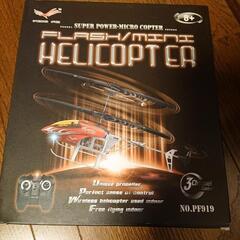 SUPER POWER-MICRO COPTER
FLASH/MINI
HELICOPTER
Unique propeller
Perfect sense of control
Wireless helicopter used indoor
Free flying indoor
NO.PF919